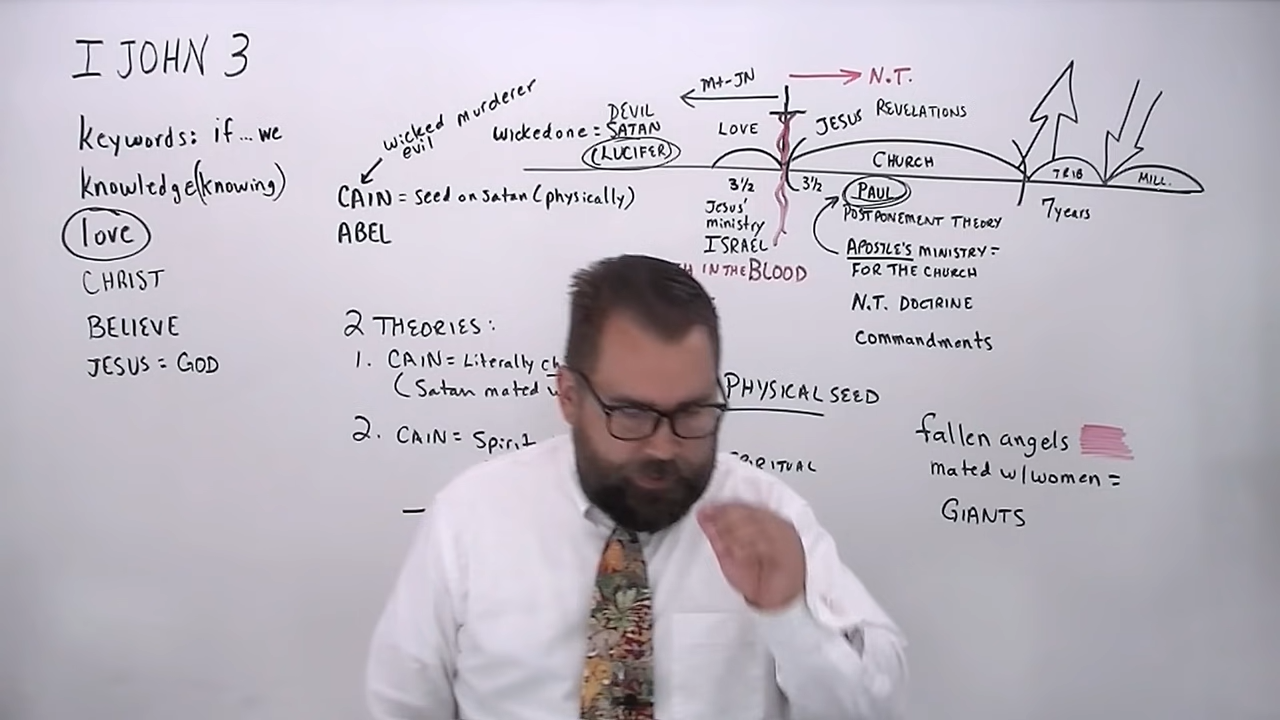 I JOHN 3
Keywords: if...we
Knowledge (knowing)
love
CHRIST
BELIEVE
JESUS = GOD
wicked murderer
evil
CAIN = seed on satan (physically)
ABEL
DEVIL
wicked one = SATAN
(LUCIFER)
2 THEORIES:
1. CAIN = Literally
(Satan mated
PHYSICAL SEED
2. CAIN =
Mt-JN
N.T.
LOVE
JESUS REVELATIONS
CHURCH
TRIB
MILL.
3½
3½
PAUL
7 years
Jesus'
ministry
ISRAEL
IN THE BLOOD
POSTPONEMENT THEORY
APOSTLE'S MINISTRY =
FOR THE CHURCH
N.T. DOCTRINE
Commandments
fallen angels
mated w/women =
GIANTS